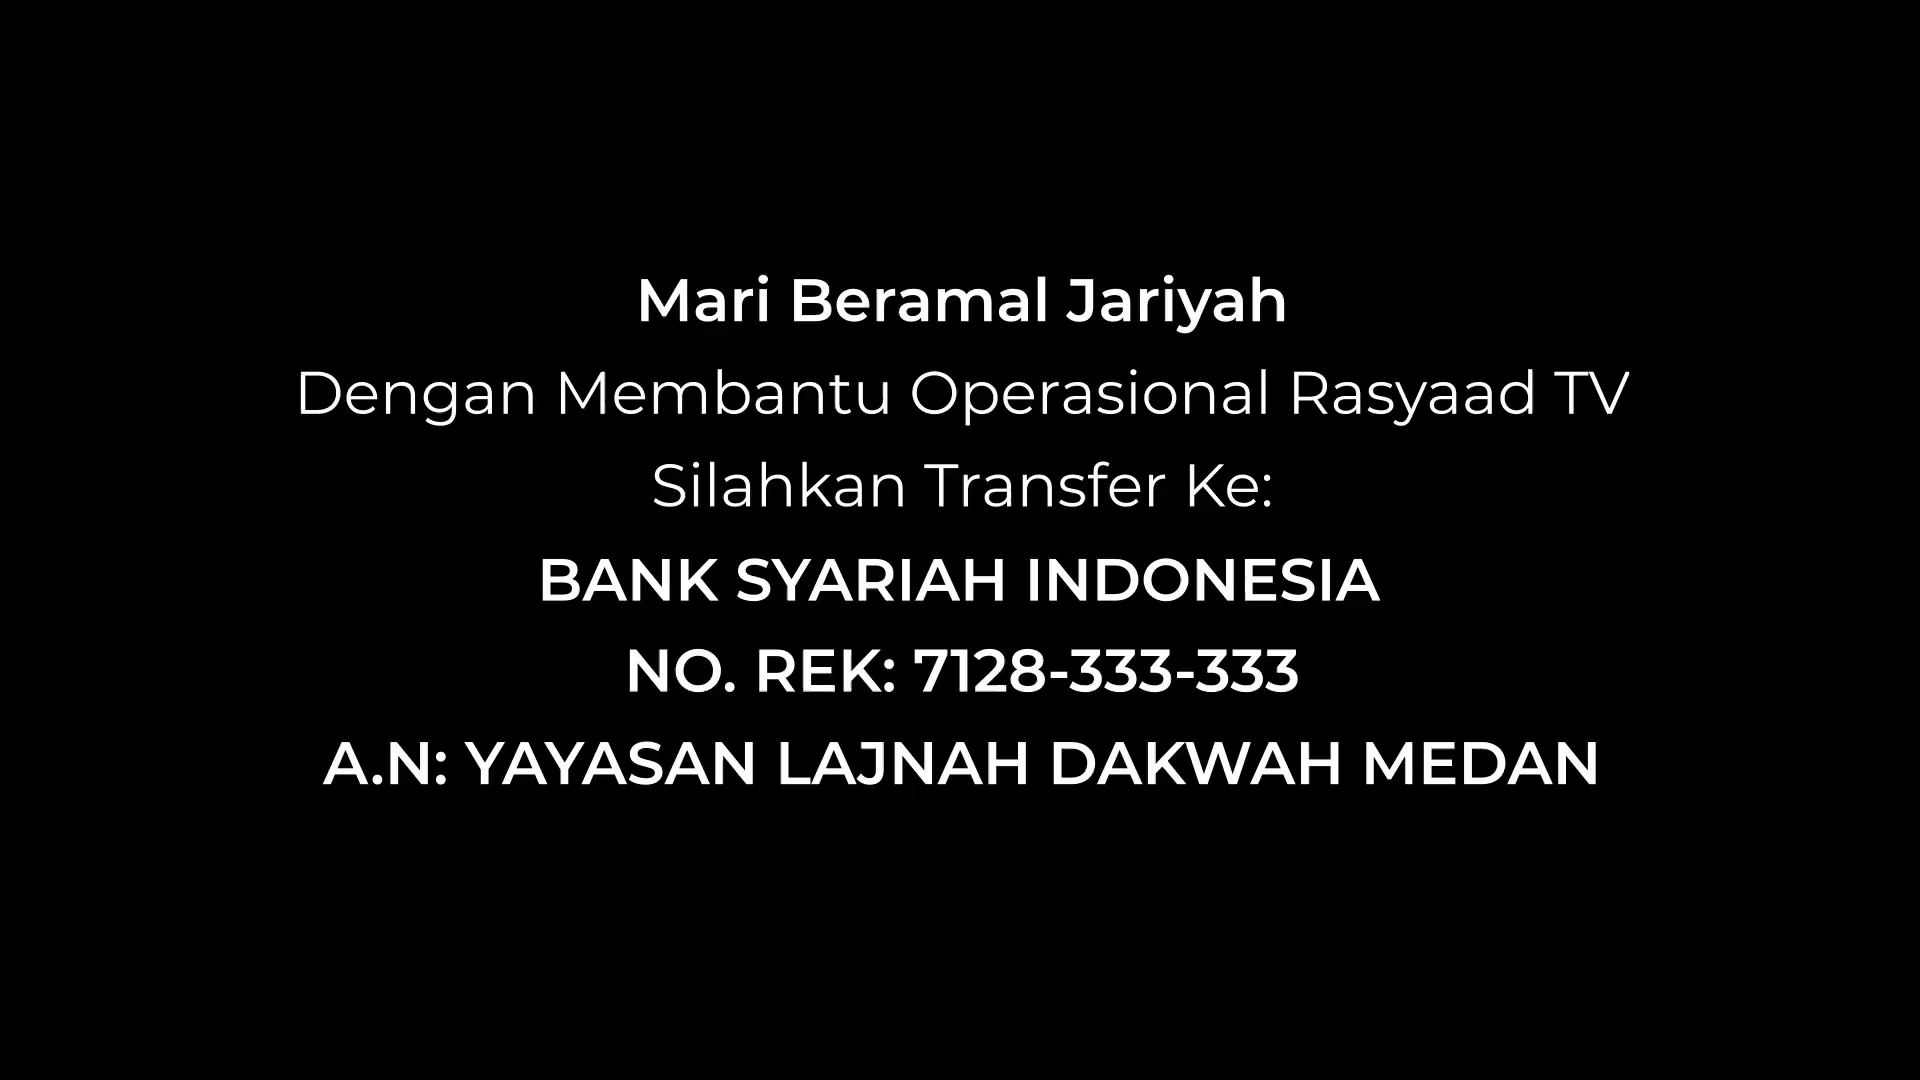 Mari Beramal Jariyah
Dengan Membantu Operasional Rasyaad TV
Silahkan Transfer Ke:
BANK SYARIAH INDONESIA
NO. REK: 7128-333-333
A.N: YAYASAN LAJNAH DAKWAH MEDAN